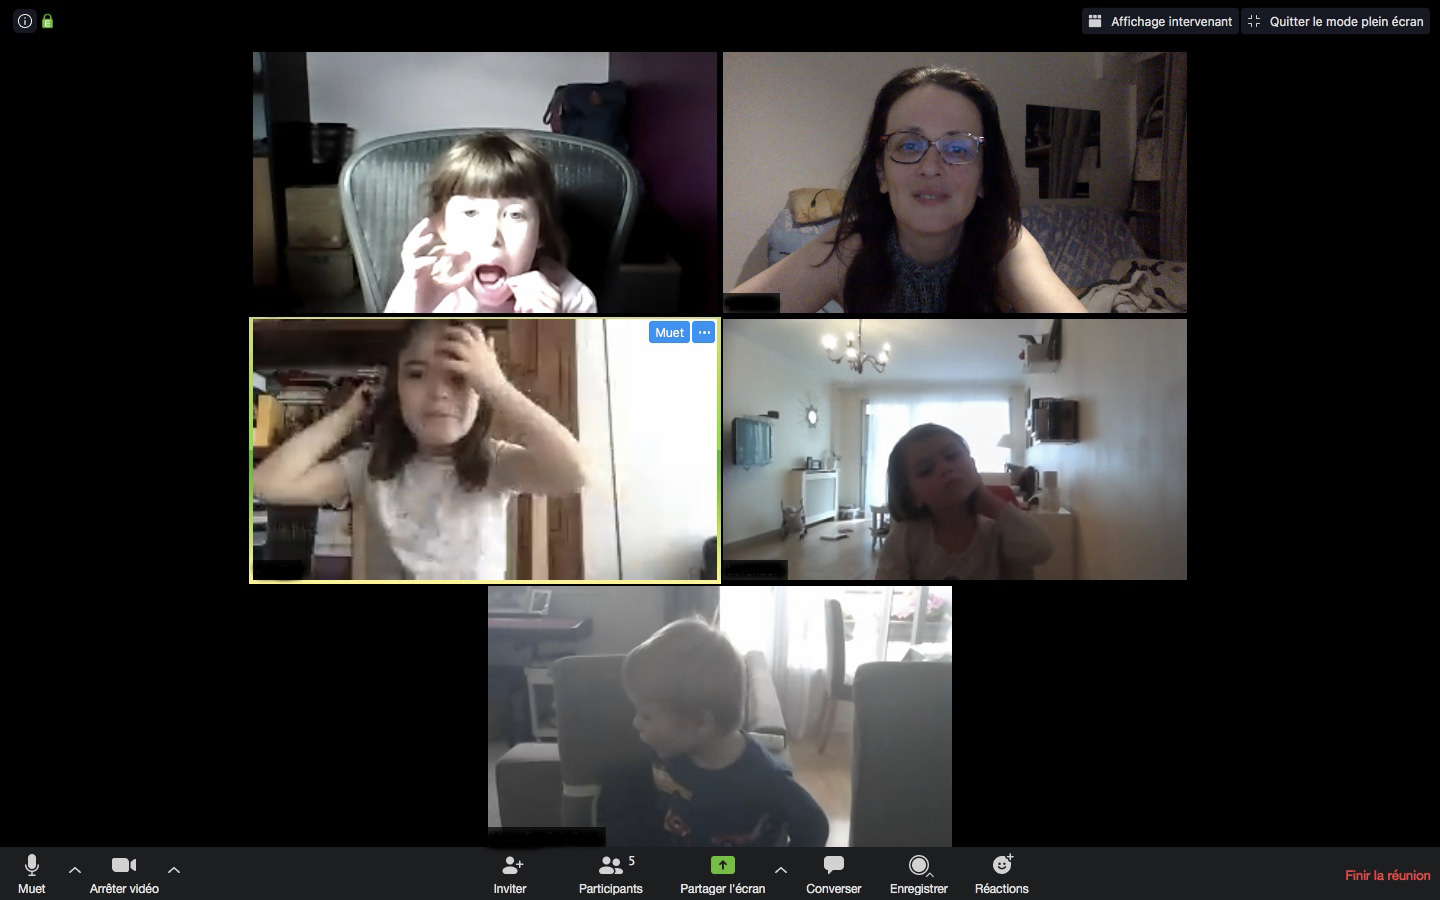 Affichage intervenant
Quitter le mode plein écran
Muet
Muet
Arrêter vidéo
Inviter
5
Participants
Partager l'écran
Converser
Enregistrer
Réactions
Finir la réunion